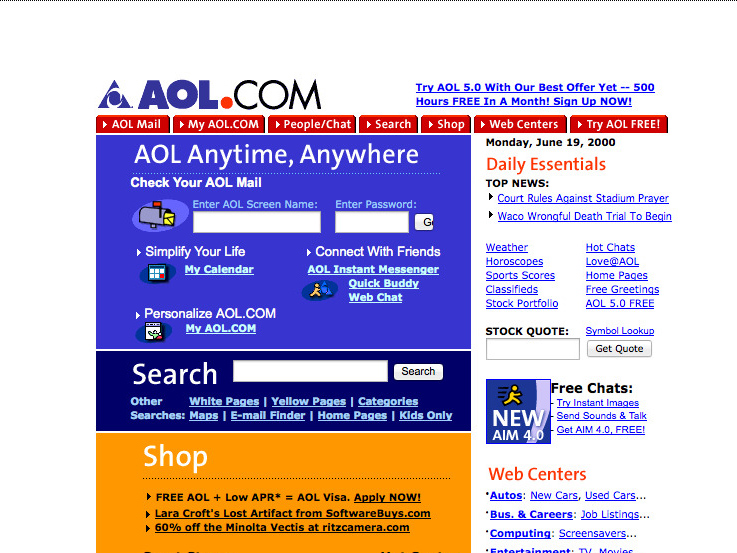 AOL.COM
Try AOL 5.0 With Our Best Offer Yet -- 500
Hours FREE In A Month! Sign Up NOW!
AOL Mail My AOL.COM People/Chat Search Shop Web Centers Try AOL FREE!
AOL Anytime, Anywhere
Check Your AOL Mail
Enter AOL Screen Name: Enter Password:
Go
Simplify Your Life
My Calendar
Connect With Friends
AOL Instant Messenger
Quick Buddy
Web Chat
Personalize AOL.COM
My AOL.COM
Search
Search
Other White Pages | Yellow Pages | Categories
Searches: Maps | E-mail Finder | Home Pages | Kids Only
Shop
FREE AOL + Low APR* = AOL Visa. Apply NOW!
Lara Croft's Lost Artifact from SoftwareBuys.com
60% off the Minolta Vectis at ritzcamera.com
Monday, June 19, 2000
Daily Essentials
TOP NEWS:
Court Rules Against Stadium Prayer
Waco Wrongful Death Trial To Begin
Weather Hot Chats
Horoscopes Love@AOL
Sports Scores Home Pages
Classifieds Free Greetings
Stock Portfolio AOL 5.0 FREE
STOCK QUOTE: Symbol Lookup
Get Quote
NEW
AIM 4.0
Free Chats:
- Try Instant Images
- Send Sounds & Talk
- Get AIM 4.0, FREE!
Web Centers
·Autos: New Cars, Used Cars...
·Bus. & Careers: Job Listings...
·Computing: Screensavers...
·Entertainment: TV, Movies